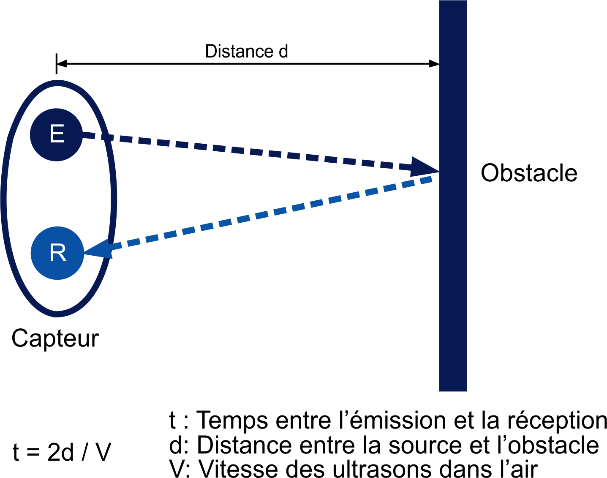 Distance d
E
Obstacle
R
Capteur
t = 2d / V
t : Temps entre l'émission et la réception
d: Distance entre la source et l'obstacle
V: Vitesse des ultrasons dans l'air